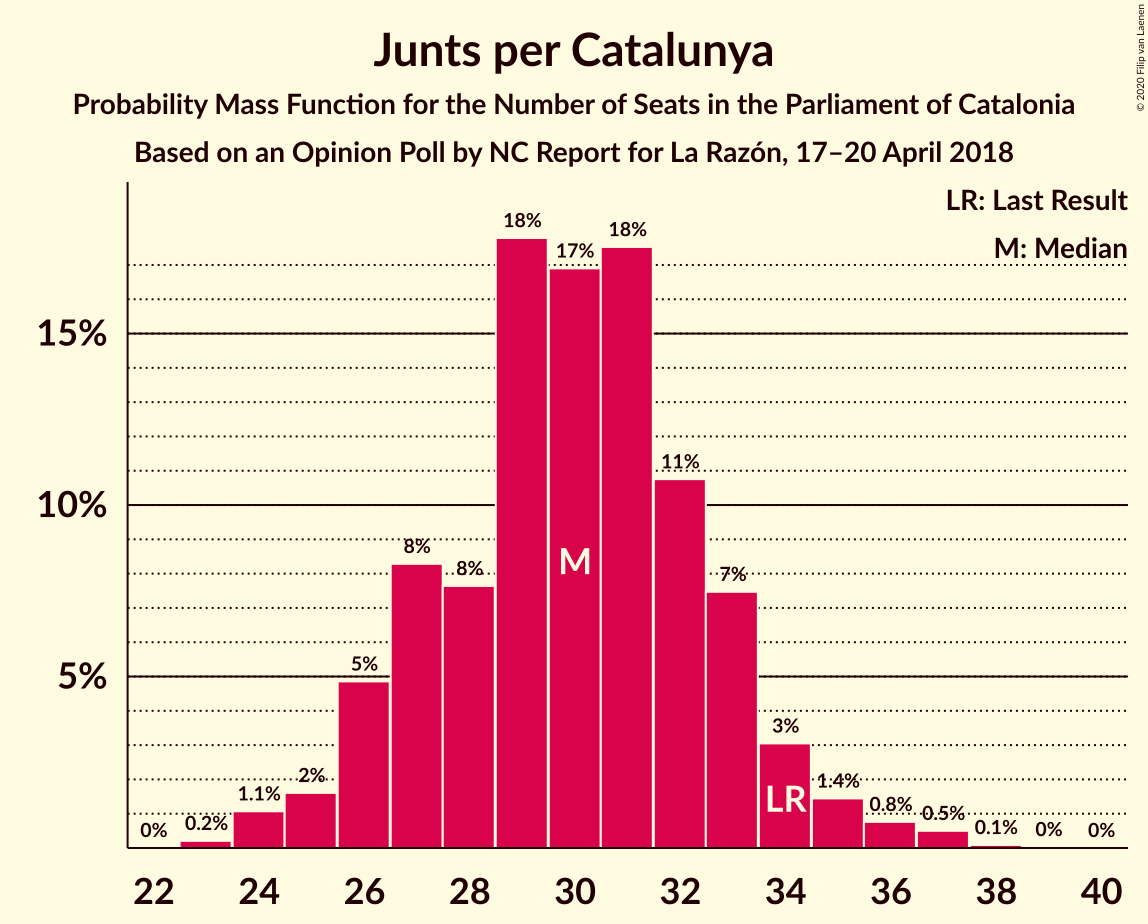 Junts per Catalunya
Probability Mass Function for the Number of Seats in the Parliament of Catalonia
Based on an Opinion Poll by NC Report for La Razón, 17–20 April 2018
© 2020 Filip van Laenen
LR: Last Result
M: Median
15%
10%
5%
0%
0.2%
1.1%
2%
5%
8%
8%
18%
17%
18%
11%
7%
3%
1.4%
0.8%
0.5%
0.1%
0%
0%
M
LR
22 24 26 28 30 32 34 36 38 40